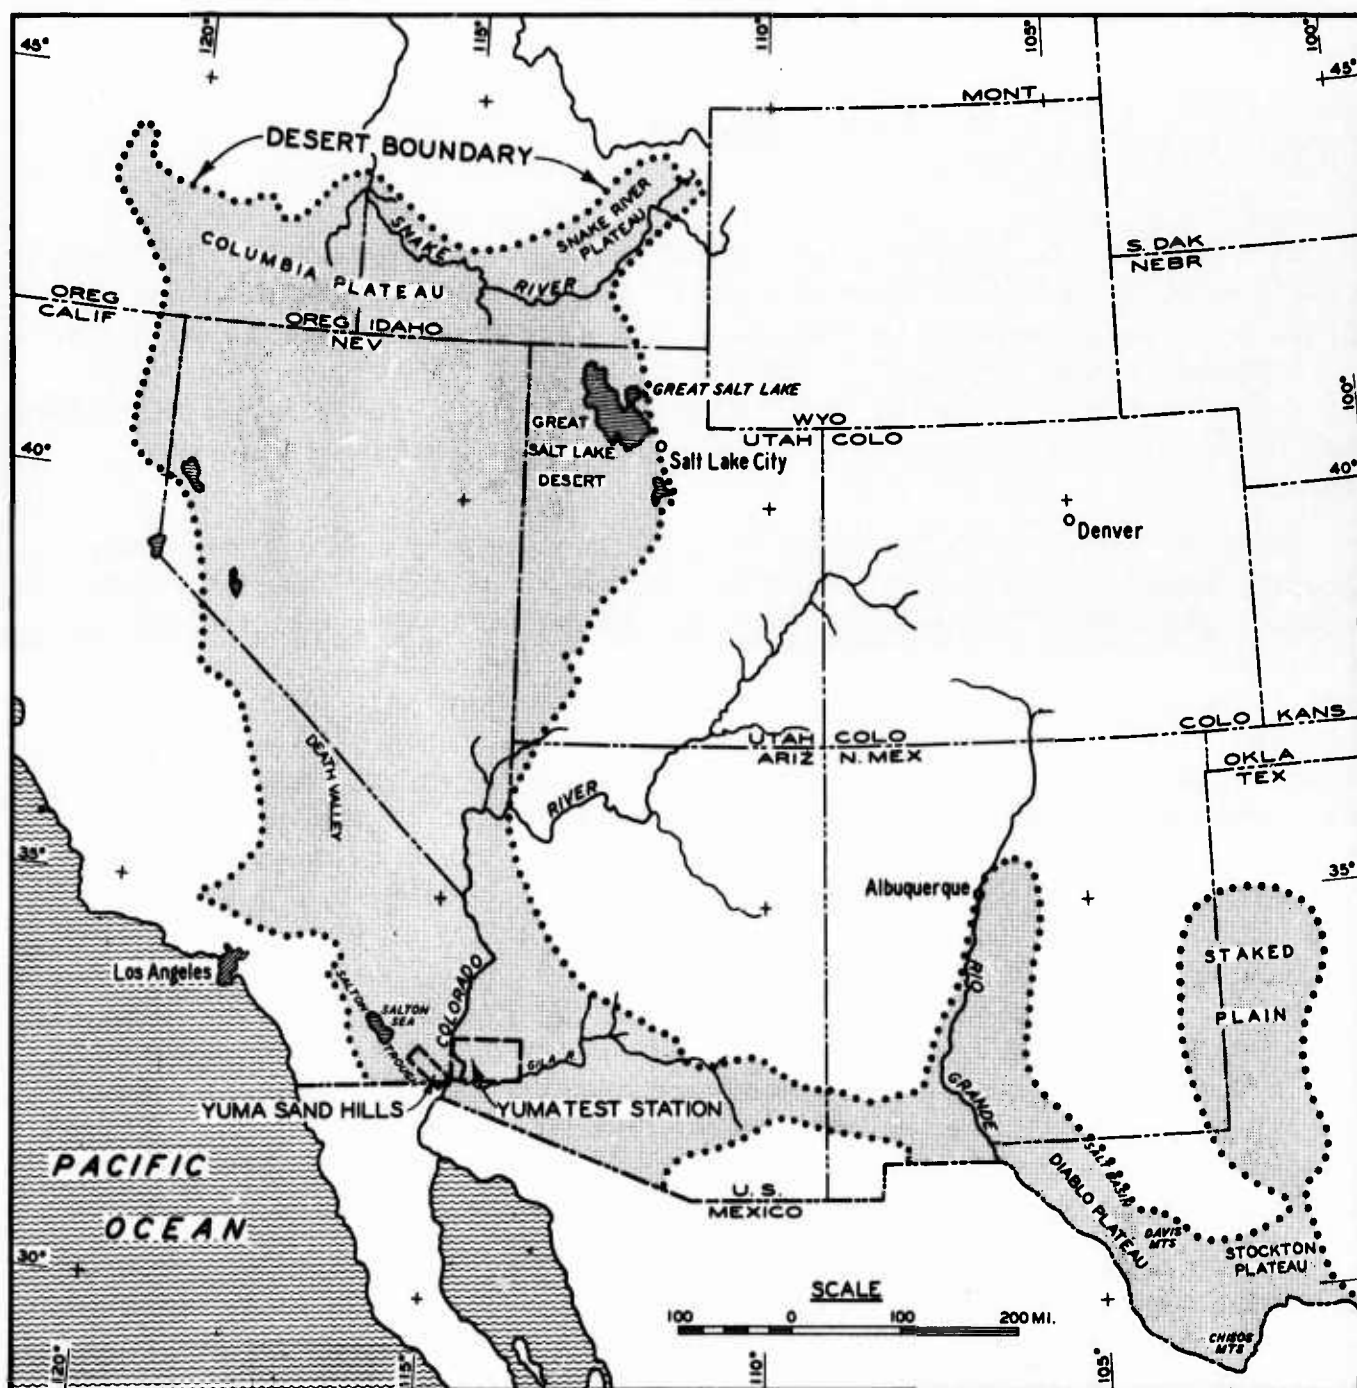 120°
115°
110°
105°
100°
45°
45°
MONT
DESERT BOUNDARY
SNAKE RIVER
PLATEAU
SNAKE
RIVER
COLUMBIA PLATEAU
S. DAK
NEBR
OREG
CALIF
OREG IDAHO
NEV
GREAT SALT LAKE
100°
GREAT
SALT LAKE
DESERT
WYO
UTAH COLO
40°
Salt Lake City
40°
Denver
DEATH VALLEY
UTAH COLO
ARIZ N. MEX
COLO KANS
OKLA
TEX
RIVER
35°
35°
Albuquerque
STAKED
PLAIN
RIO
GRANDE
Los Angeles
SALTON
SEA
SALTON
TROUGH
COLORADO
GILA R.
YUMA SAND HILLS
YUMA TEST STATION
PACIFIC
OCEAN
U. S.
MEXICO
SALT BASIN
DIABLO PLATEAU
DAVIS
MTS
STOCKTON
PLATEAU
30°
SCALE
100 0 100 200 MI.
CHISOS
MTS
120°
115°
110°
105°